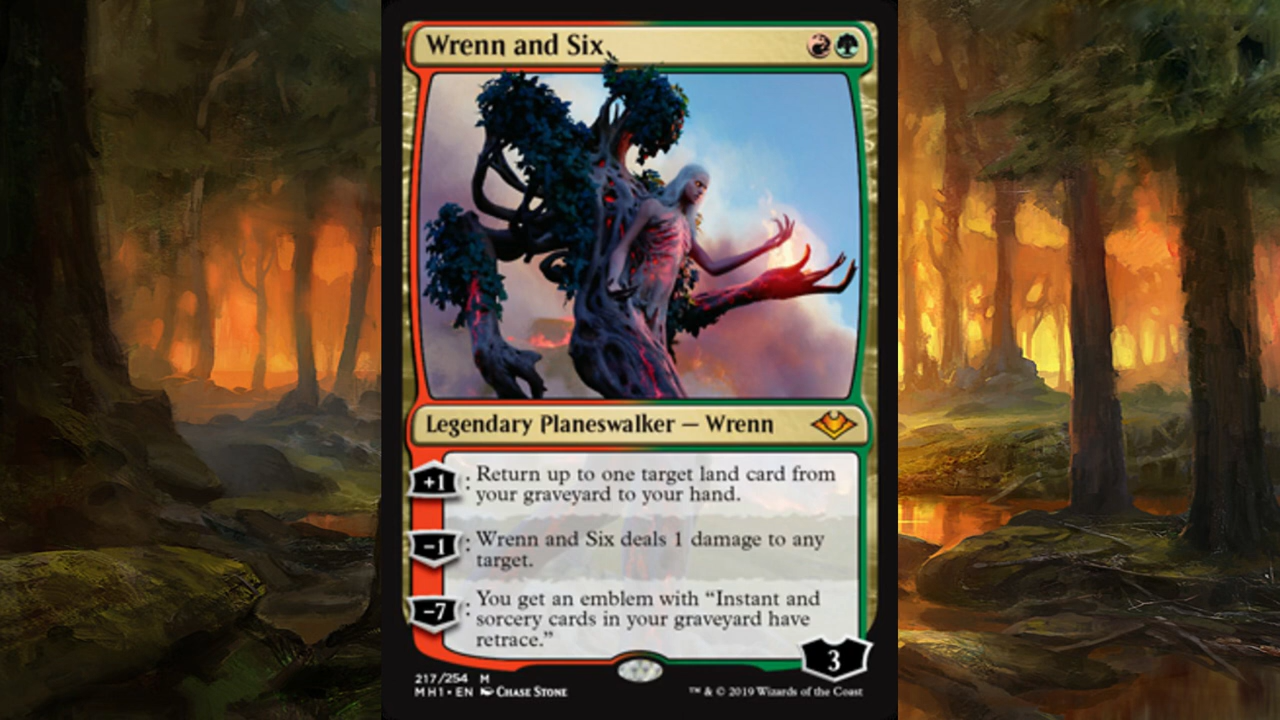 Wrenn and Six
Legendary Planeswalker — Wrenn
+1 : Return up to one target land card from
your graveyard to your hand.
−1 : Wrenn and Six deals 1 damage to any
target.
−7 : You get an emblem with “Instant and
sorcery cards in your graveyard have
retrace.”
3
217/254 M
MH1 • EN CHASE STONE
™ & © 2019 Wizards of the Coast